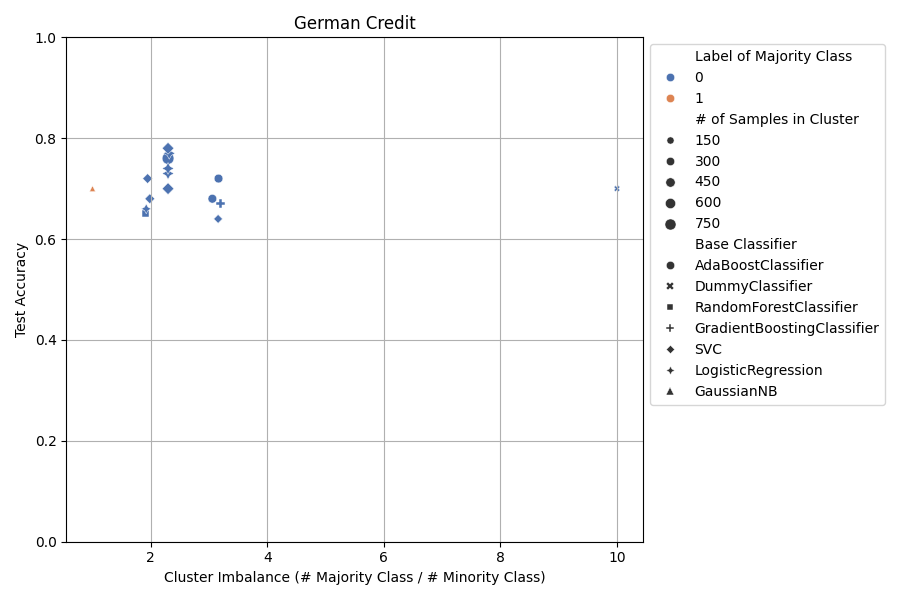 German Credit
1.0
0.8
0.6
0.4
0.2
0.0
Test Accuracy
2
4
6
8
10
Cluster Imbalance (# Majority Class / # Minority Class)
Label of Majority Class
0
1
# of Samples in Cluster
150
300
450
600
750
Base Classifier
AdaBoostClassifier
DummyClassifier
RandomForestClassifier
GradientBoostingClassifier
SVC
LogisticRegression
GaussianNB